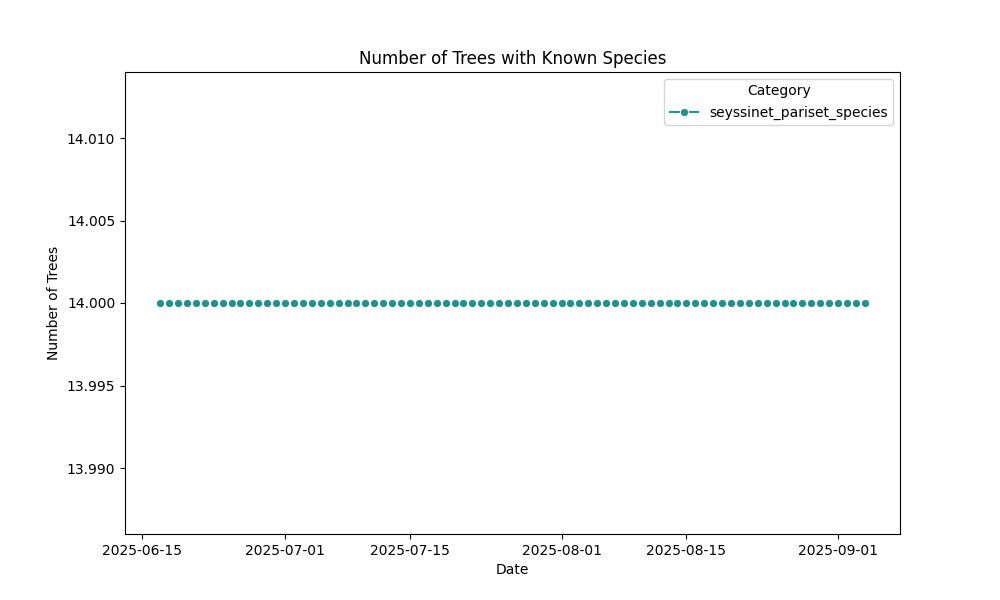 Number of Trees with Known Species
Category
seyssinet_pariset_species
14.010
14.005
14.000
13.995
13.990
Number of Trees
2025-06-15
2025-07-01
2025-07-15
2025-08-01
2025-08-15
2025-09-01
Date